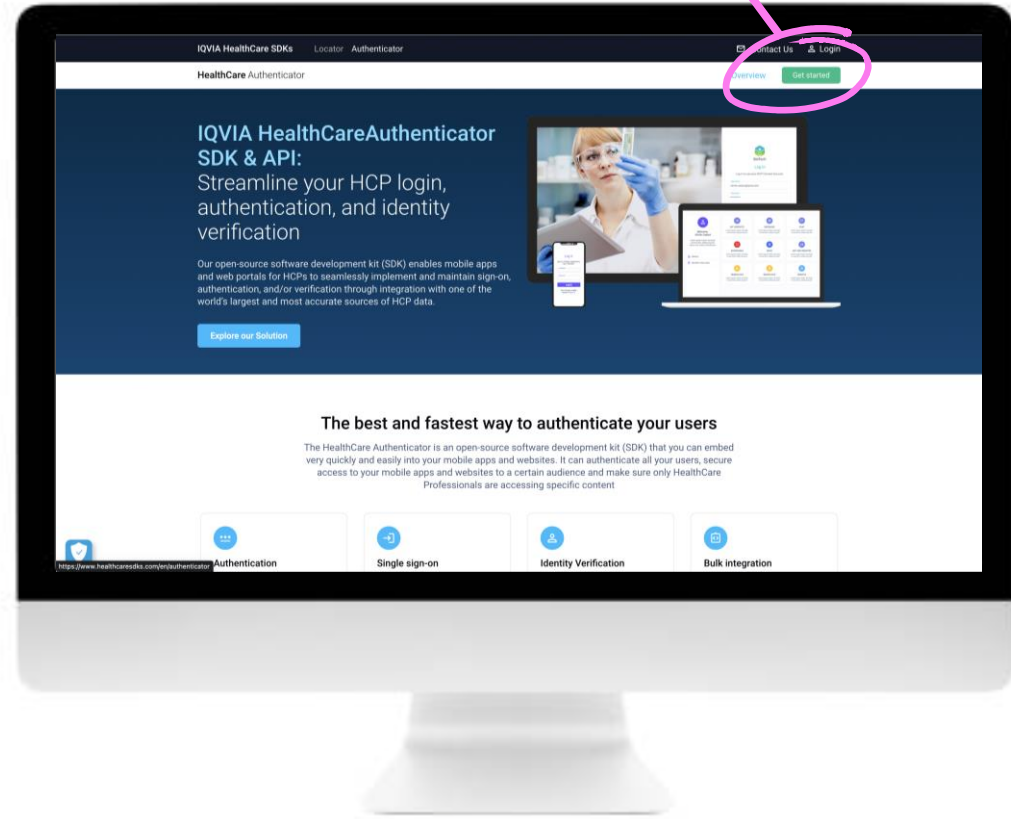 IQVIA HealthCare SDKs Locator Authenticator Contact Us Login
HealthCare Authenticator Overview Get started
IQVIA HealthCareAuthenticator
SDK & API:
Streamline your HCP login,
authentication, and identity
verification
Our open-source software development kit (SDK) enables mobile apps
and web portals for HCPs to seamlessly implement and maintain sign-on,
authentication, and/or verification through integration with one of the
world's largest and most accurate sources of HCP data.
Explore our Solution
The best and fastest way to authenticate your users
The HealthCare Authenticator is an open-source software development kit (SDK) that you can embed
very quickly and easily into your mobile apps and websites. It can authenticate all your users, secure
access to your mobile apps and websites to a certain audience and make sure only HealthCare
Professionals are accessing specific content
Authentication Single sign-on Identity Verification Bulk integration
https://www.healthcaresdks.com/en/authenticator